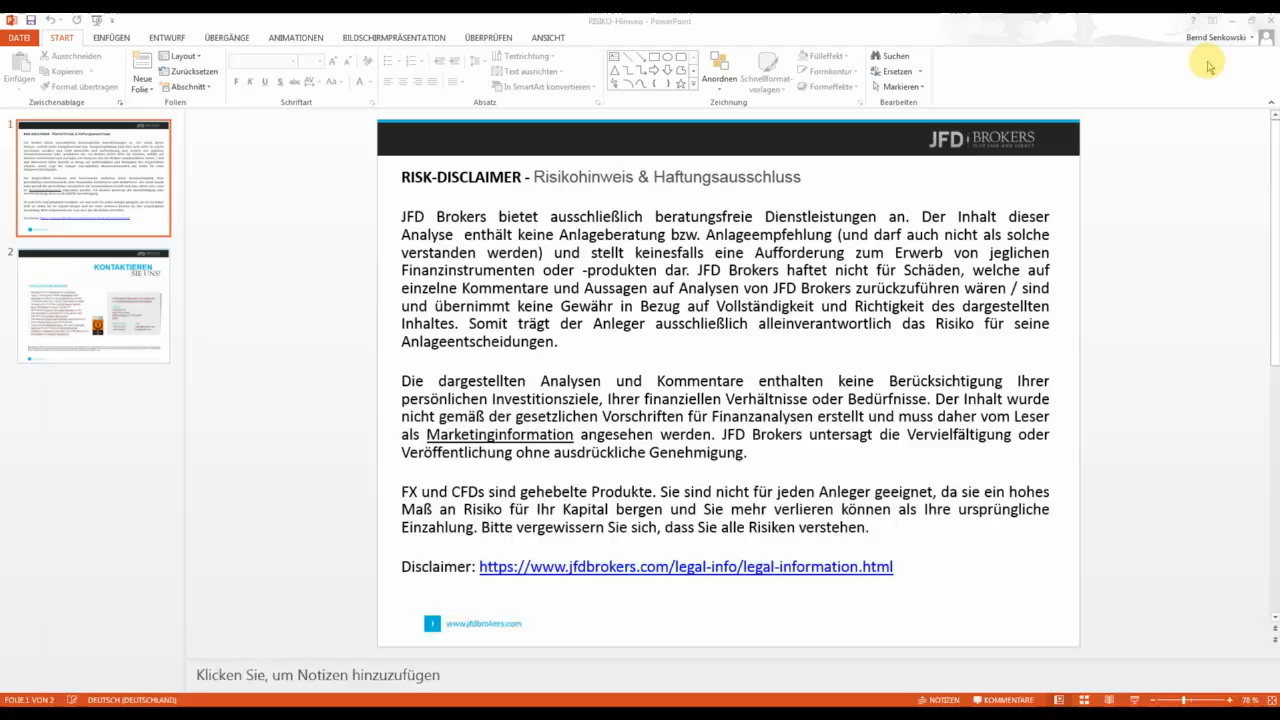 RISIKO-Hinweis - PowerPoint
DATEI START EINFÜGEN ENTWURF ÜBERGÄNGE ANIMATIONEN BILDSCHIRMPRÄSENTATION ÜBERPRÜFEN ANSICHT
Bernd Senkowski
Einfügen
Ausschneiden
Kopieren
Format übertragen
Zwischenablage
Neue
Folie
Layout
Zurücksetzen
Abschnitt
Folien
F K U S abc AV Aa A
Schriftart
Textrichtung
Text ausrichten
In SmartArt konvertieren
Absatz
Anordnen
Schnellformat-
vorlagen
Fülleffekt
Formkontur
Formeffekte
Zeichnung
Suchen
Ersetzen
Markieren
Bearbeiten
1
2
KONTAKTIEREN
SIE UNS!
JFD BROKERS
JUST FAIR AND DIRECT
RISK-DISCLAIMER - Risikohinweis & Haftungsausschluss
JFD Brokers bietet ausschließlich beratungsfreie Dienstleistungen an. Der Inhalt dieser
Analyse enthält keine Anlageberatung bzw. Anlageempfehlung (und darf auch nicht als solche
verstanden werden) und stellt keinesfalls eine Aufforderung zum Erwerb von jeglichen
Finanzinstrumenten oder -produkten dar. JFD Brokers haftet nicht für Schäden, welche auf
einzelne Kommentare und Aussagen auf Analysen von JFD Brokers zurückzuführen wären / sind
und übernimmt keine Gewähr in Bezug auf Vollständigkeit und Richtigkeit des dargestellten
Inhaltes. Somit trägt der Anleger ausschließlich alleinverantwortlich das Risiko für seine
Anlageentscheidungen.
Die dargestellten Analysen und Kommentare enthalten keine Berücksichtigung Ihrer
persönlichen Investitionsziele, Ihrer finanziellen Verhältnisse oder Bedürfnisse. Der Inhalt wurde
nicht gemäß der gesetzlichen Vorschriften für Finanzanalysen erstellt und muss daher vom Leser
als Marketinginformation angesehen werden. JFD Brokers untersagt die Vervielfältigung oder
Veröffentlichung ohne ausdrückliche Genehmigung.
FX und CFDs sind gehebelte Produkte. Sie sind nicht für jeden Anleger geeignet, da sie ein hohes
Maß an Risiko für Ihr Kapital bergen und Sie mehr verlieren können als Ihre ursprüngliche
Einzahlung. Bitte vergewissern Sie sich, dass Sie alle Risiken verstehen.
Disclaimer: https://www.jfdbrokers.com/legal-info/legal-information.html
www.jfdbrokers.com
Klicken Sie, um Notizen hinzuzufügen
FOLIE 1 VON 2 DEUTSCH (DEUTSCHLAND) NOTIZEN KOMMENTARE 78 %